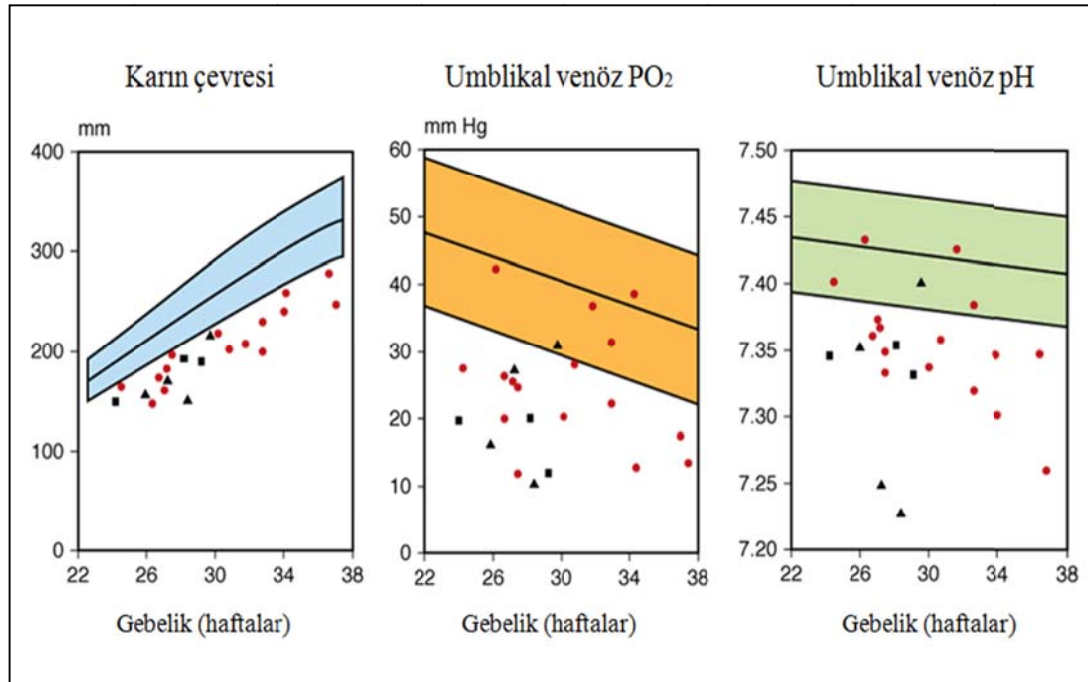 Karın çevresi
mm
400
300
200
100
0
22 26 30 34 38
Gebelik (haftalar)
Umblikal venöz PO2
mm Hg
60
50
40
30
20
10
0
22 26 30 34 38
Gebelik (haftalar)
Umblikal venöz pH
7.50
7.45
7.40
7.35
7.30
7.25
7.20
22 26 30 34 38
Gebelik (haftalar)